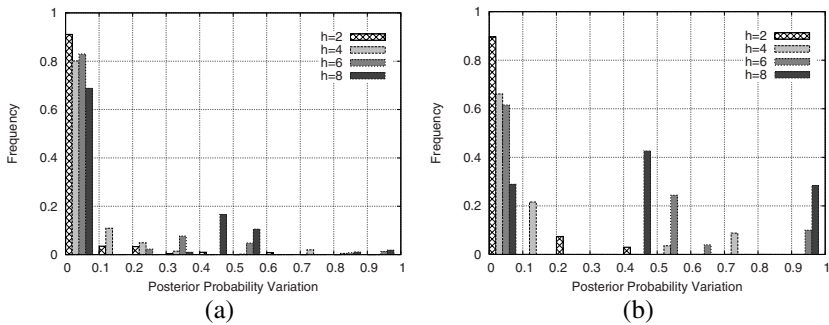 1
0.8
0.6
0.4
0.2
0
Frequency
h=2
h=4
h=6
h=8
0 0.1 0.2 0.3 0.4 0.5 0.6 0.7 0.8 0.9 1
Posterior Probability Variation
(a)
1
0.8
0.6
0.4
0.2
0
Frequency
h=2
h=4
h=6
h=8
0 0.1 0.2 0.3 0.4 0.5 0.6 0.7 0.8 0.9 1
Posterior Probability Variation
(b)